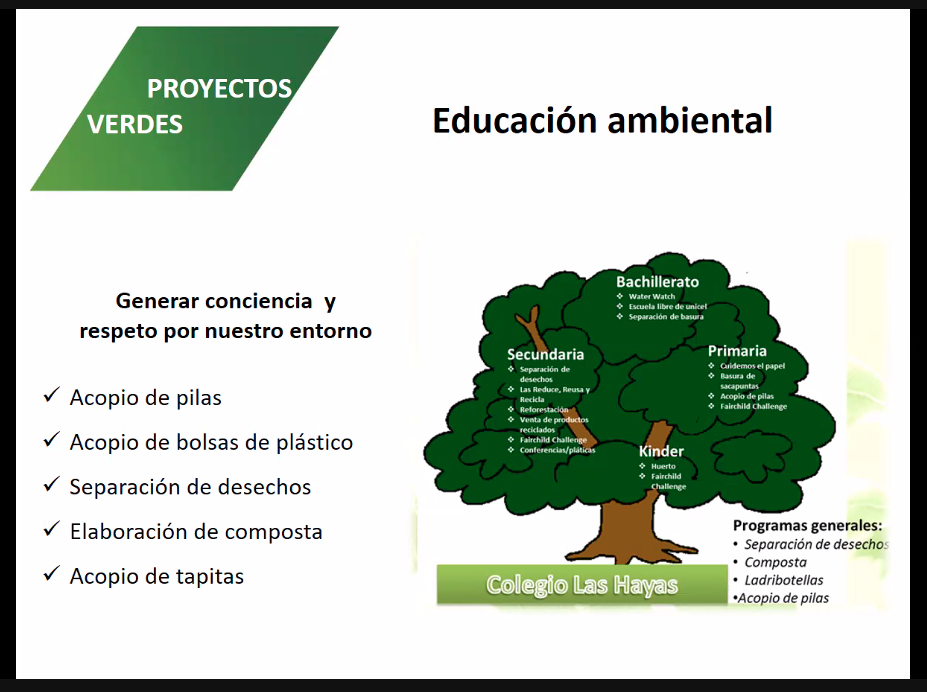 PROYECTOS
VERDES
Educación ambiental
Generar conciencia y
respeto por nuestro entorno
✓ Acopio de pilas
✓ Acopio de bolsas de plástico
✓ Separación de desechos
✓ Elaboración de composta
✓ Acopio de tapitas
Bachillerato
❖ Water Watch
❖ Escuela libre de unicel
❖ Separación de basura
Secundaria
❖ Separación de
desechos
❖ Las Reduce, Reusa y
Recicla
❖ Reforestación
❖ Venta de productos
reciclados
❖ Fairchild Challenge
❖ Conferencias/pláticas
Primaria
❖ Cuidemos el papel
❖ Basura de
sacapuntas
❖ Acopio de pilas
❖ Fairchild Challenge
Kinder
❖ Huerto
❖ Fairchild
Challenge
Programas generales:
• Separación de desechos
• Composta
• Ladribotellas
•Acopio de pilas
Colegio Las Hayas